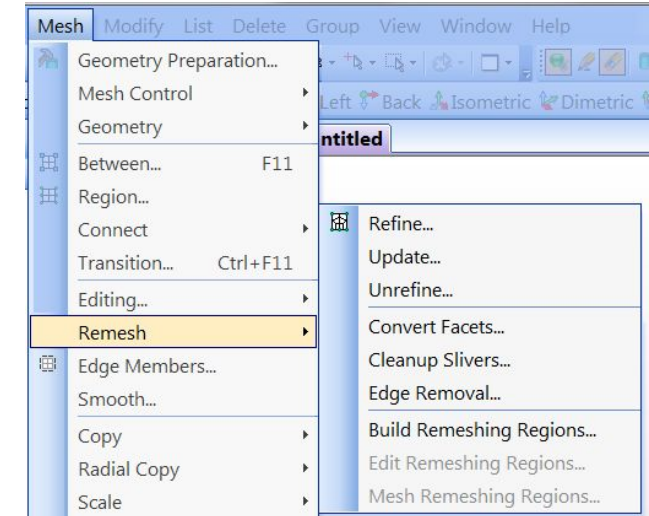 Mesh Modify List Delete Group View Window Help
Left Back Isometric Dimetric
ntitled
Geometry Preparation...
Mesh Control
Geometry
Between... F11
Region...
Connect
Transition... Ctrl+F11
Editing...
Remesh
Edge Members...
Smooth...
Copy
Radial Copy
Scale
Refine...
Update...
Unrefine...
Convert Facets...
Cleanup Slivers...
Edge Removal...
Build Remeshing Regions...
Edit Remeshing Regions...
Mesh Remeshing Regions...